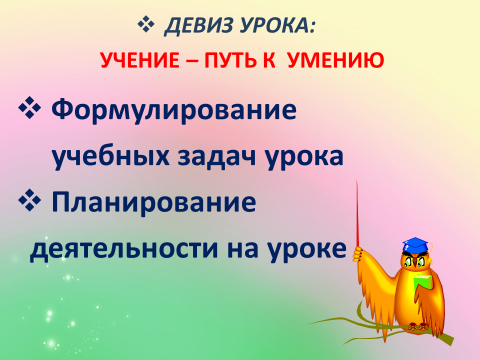 ❖ ДЕВИЗ УРОКА:
УЧЕНИЕ – ПУТЬ К УМЕНИЮ
❖ Формулирование
учебных задач урока
❖ Планирование
деятельности на уроке